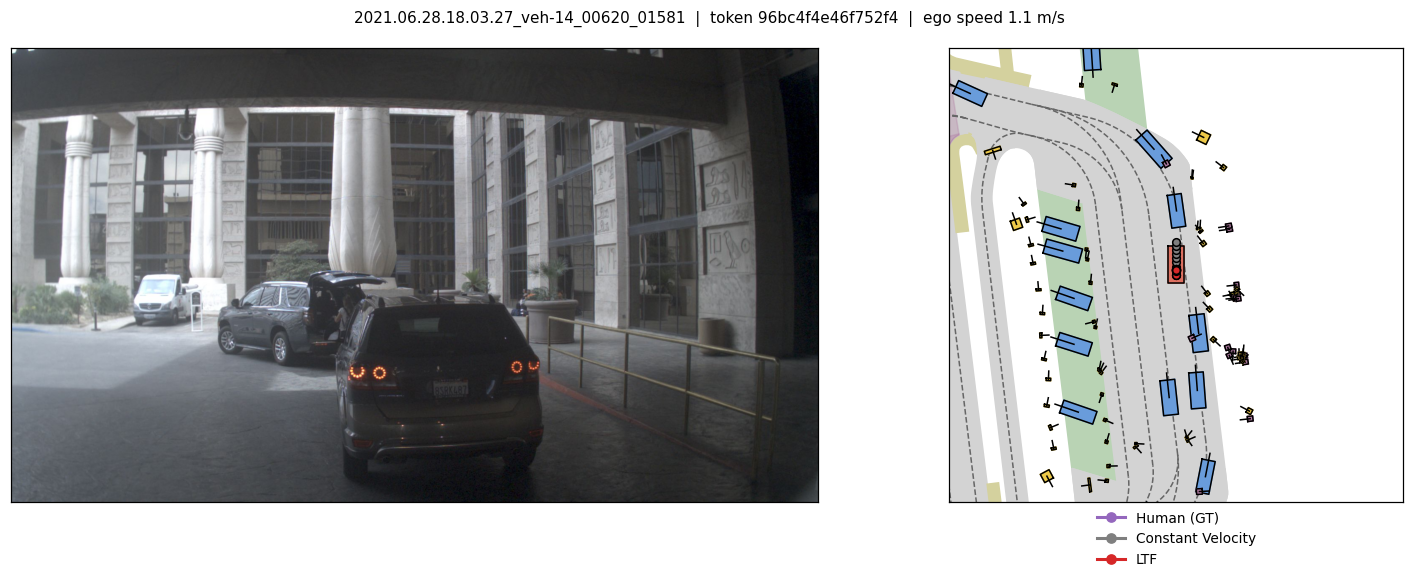 2021.06.28.18.03.27_veh-14_00620_01581 | token 96bc4f4e46f752f4 | ego speed 1.1 m/s
Human (GT)
Constant Velocity
LTF